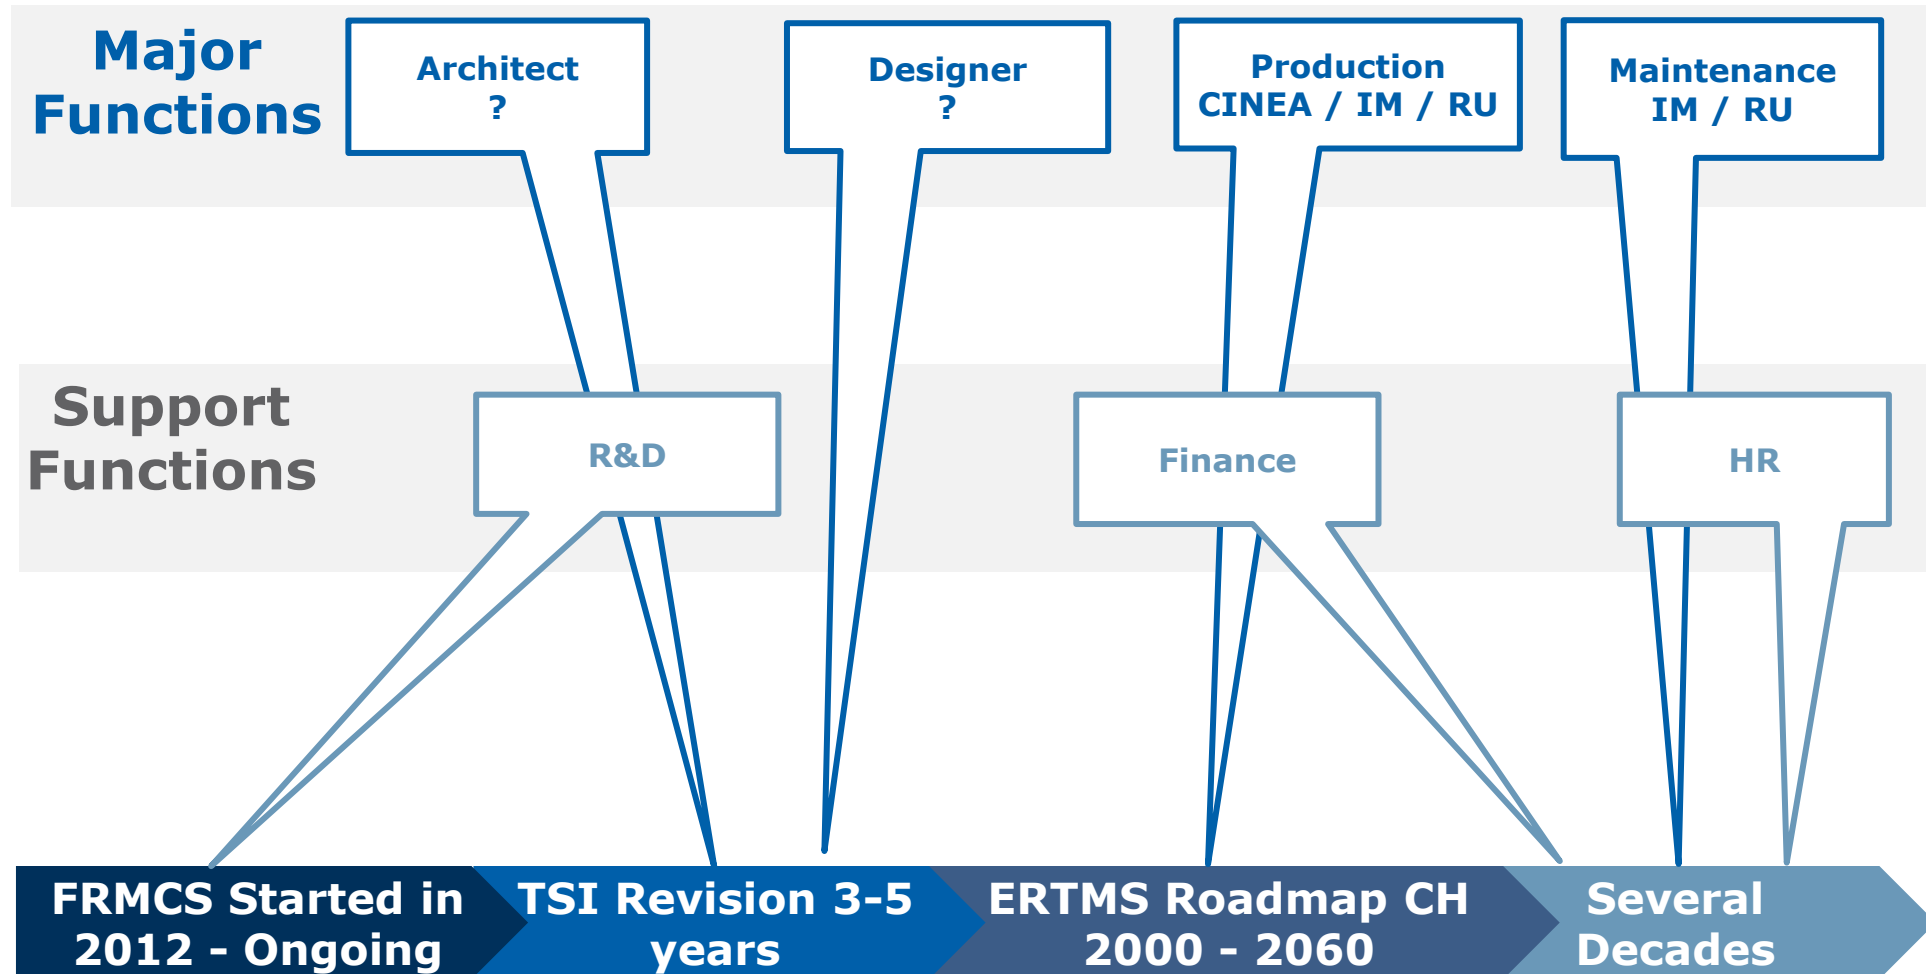 Major
Functions
Architect
?
Designer
?
Production
CINEA / IM / RU
Maintenance
IM / RU
Support
Functions
R&D
Finance
HR
FRMCS Started in
2012 – Ongoing
TSI Revision 3–5
years
ERTMS Roadmap CH
2000 – 2060
Several
Decades